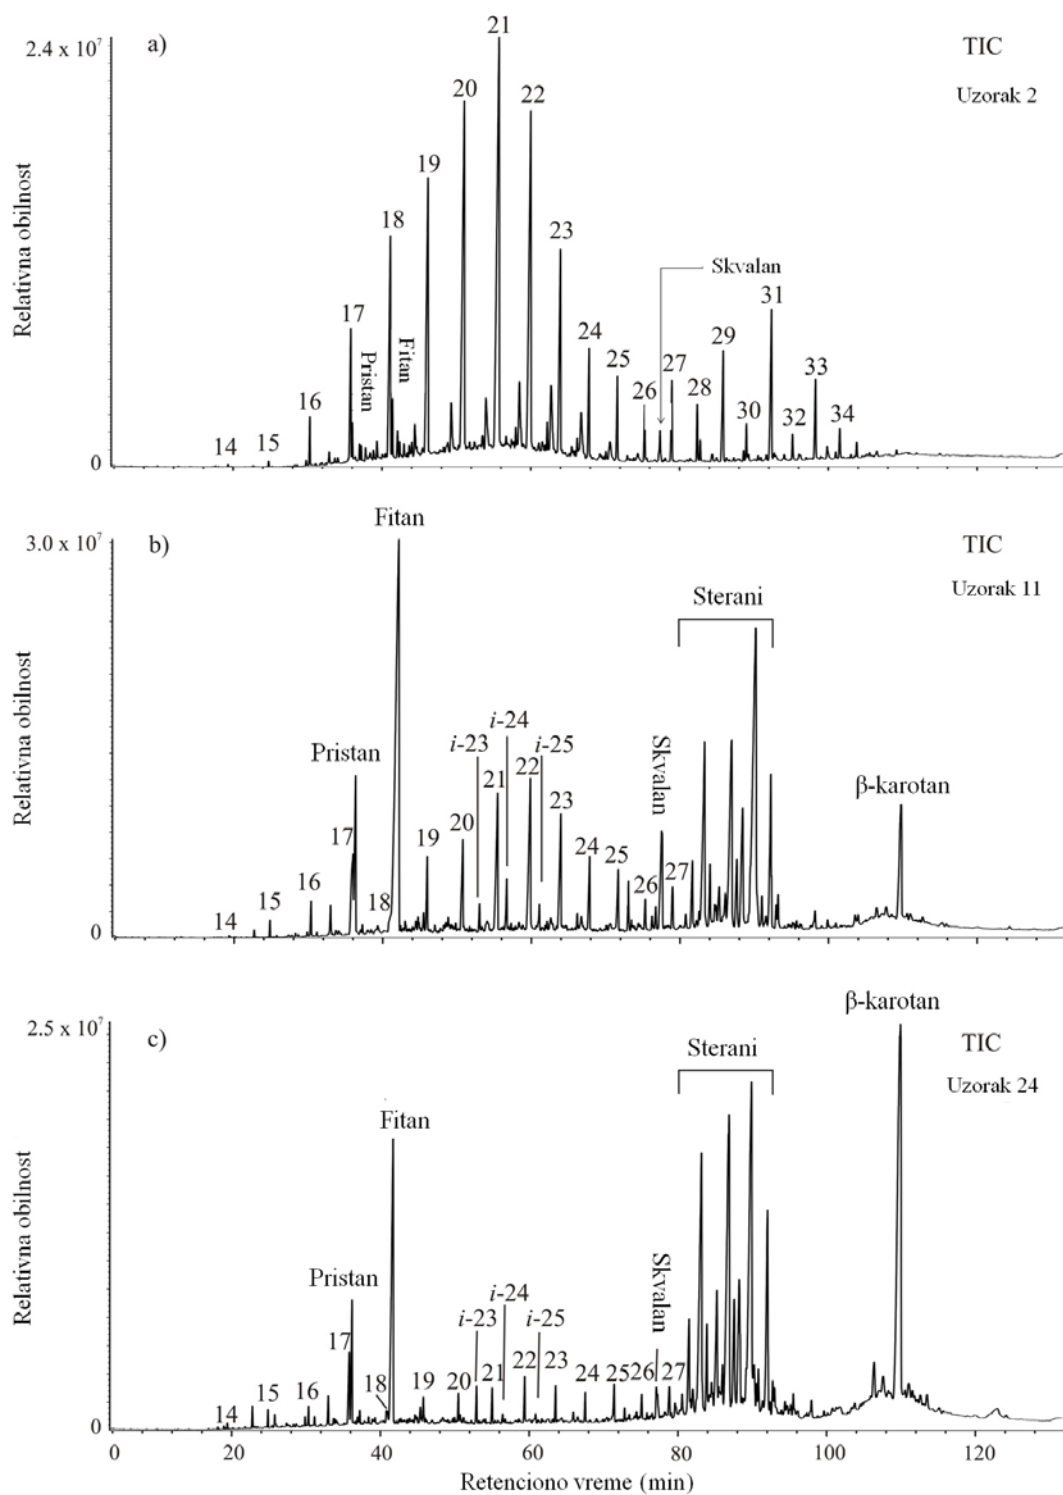 2.4 x 10⁷
a)
TIC
Uzorak 2
Relativna obilnost
0
14
15
16
17
Pristan
18
Fitan
19
20
21
22
23
24
25
26
Skvalan
27
28
29
30
31
32
33
34
3.0 x 10⁷
b)
TIC
Uzorak 11
Relativna obilnost
0
14
15
16
17
Pristan
18
Fitan
19
20
i-23
21
i-24
22
i-25
23
24
25
26
Skvalan
27
Sterani
β-karotan
2.5 x 10⁷
c)
TIC
Uzorak 24
Relativna obilnost
0
14
15
16
17
Pristan
18
Fitan
19
20
i-23
21
i-24
22
i-25
23
24
25
26
Skvalan
27
Sterani
β-karotan
0 20 40 60 80 100 120
Retenciono vreme (min)